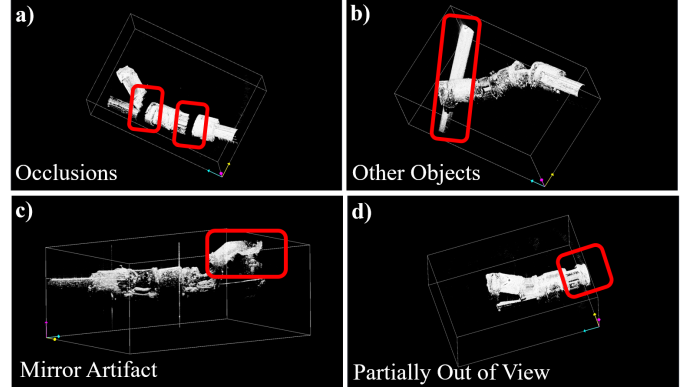 a)
Occlusions
b)
Other Objects
c)
Mirror Artifact
d)
Partially Out of View